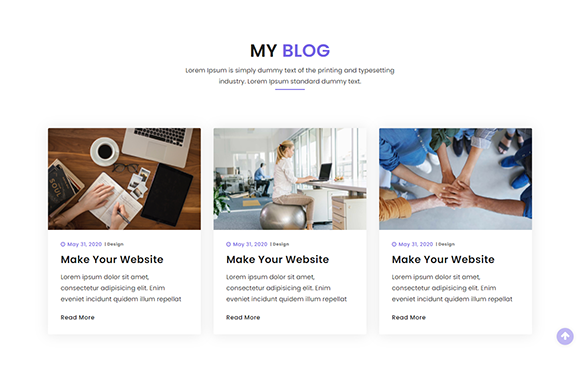 MY BLOG
Lorem Ipsum is simply dummy text of the printing and typesetting
industry. Lorem Ipsum standard dummy text.
May 31, 2020 | Design
Make Your Website
Lorem ipsum dolor sit amet,
consectetur adipisicing elit. Enim
eveniet incidunt quidem illum repellat
Read More
May 31, 2020 | Design
Make Your Website
Lorem ipsum dolor sit amet,
consectetur adipisicing elit. Enim
eveniet incidunt quidem illum repellat
Read More
May 31, 2020 | Design
Make Your Website
Lorem ipsum dolor sit amet,
consectetur adipisicing elit. Enim
eveniet incidunt quidem illum repellat
Read More